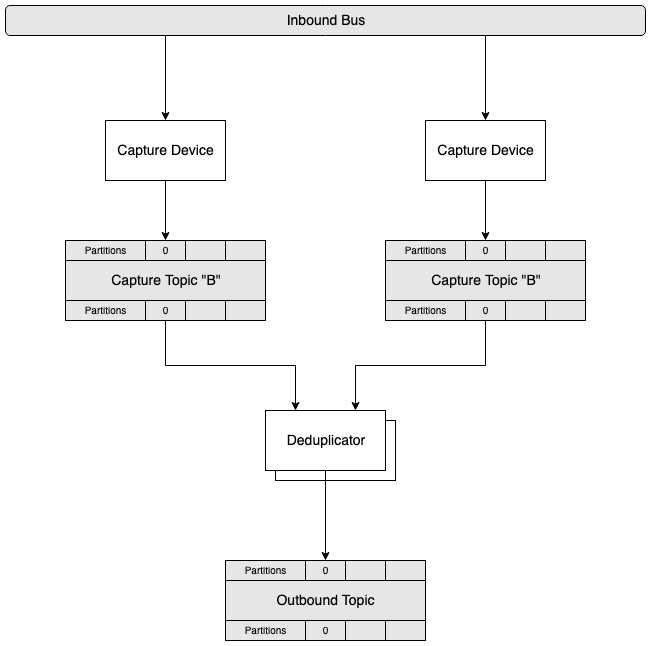 Inbound Bus
Capture Device
Capture Device
Partitions 0
Partitions 0
Capture Topic "B"
Capture Topic "B"
Partitions 0
Partitions 0
Deduplicator
Partitions 0
Outbound Topic
Partitions 0